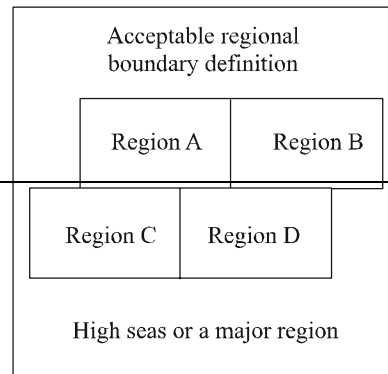 Acceptable regional
boundary definition
Region A
Region B
Region C
Region D
High seas or a major region